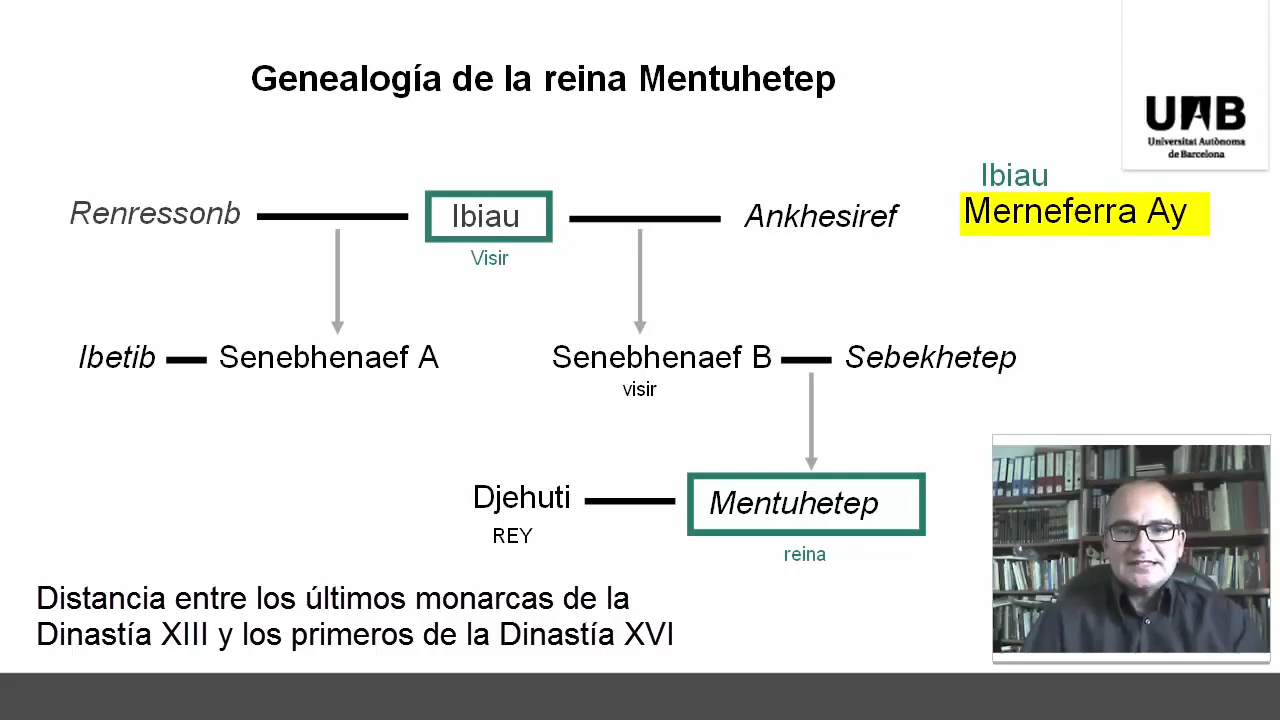 Genealogía de la reina Mentuhetep
UAB
Universitat Autònoma
de Barcelona
Ibiau
Merneferra Ay
Renressonb
Ibiau
Ankhesiref
Visir
Ibetib
Senebhenaef A
Senebhenaef B
Sebekhetep
visir
Djehuti
Mentuhetep
REY
reina
Distancia entre los últimos monarcas de la
Dinastía XIII y los primeros de la Dinastía XVI